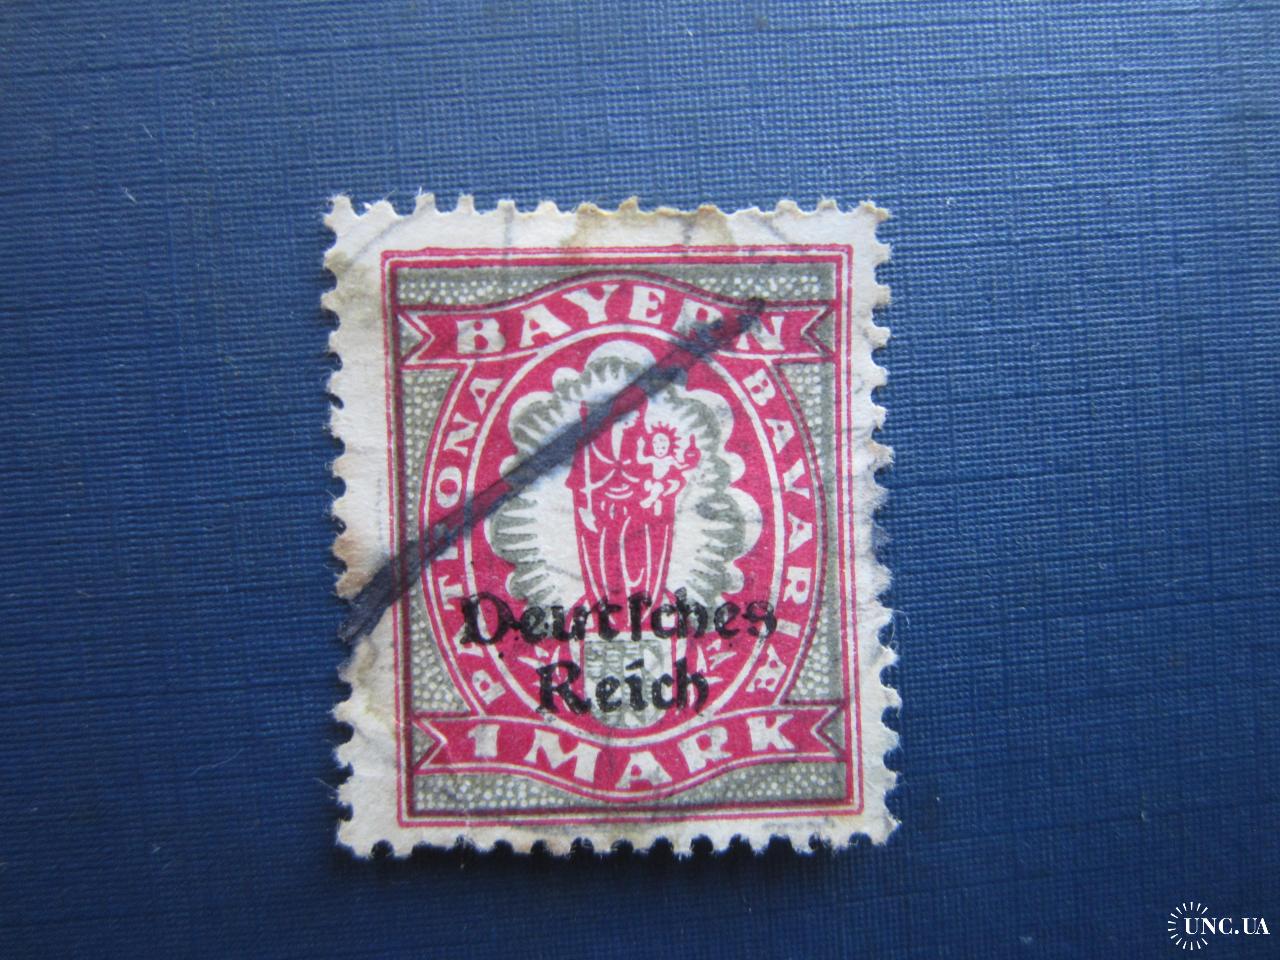 BAYERN
PATRONA BAVARIÆ
Deutſches
Reich
1 MARK
UNC.UA